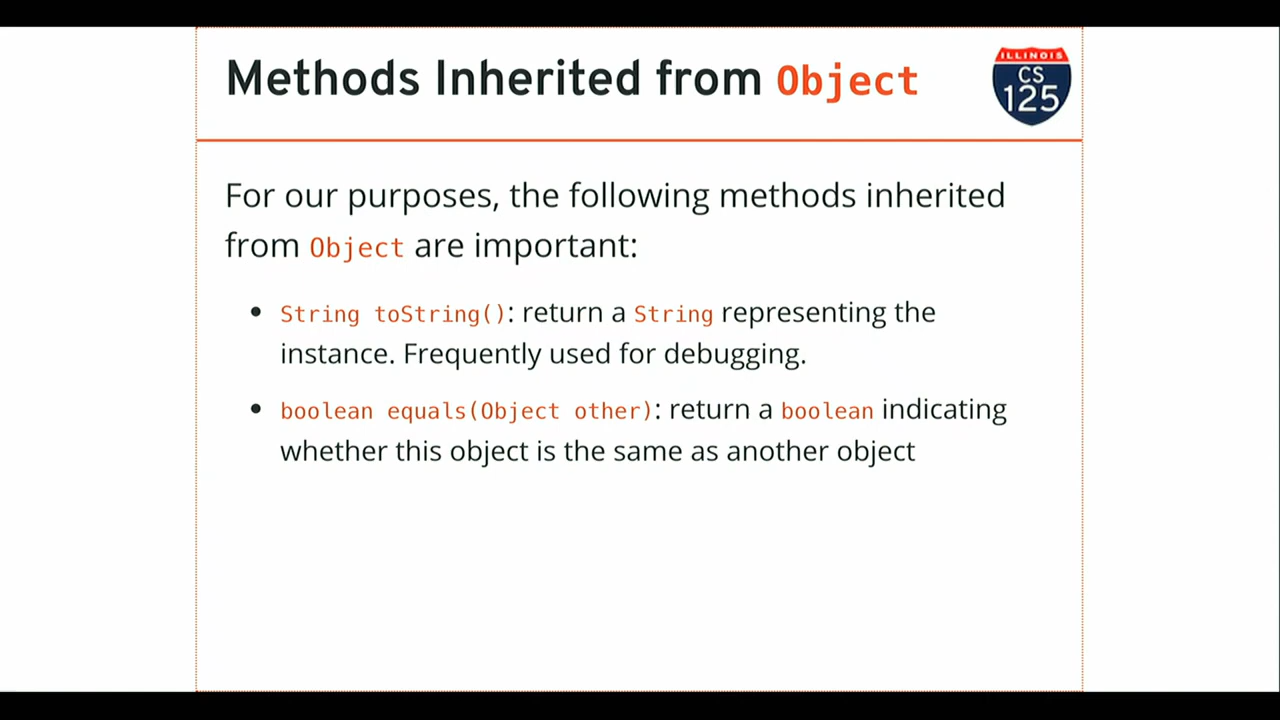 Methods Inherited from Object
ILLINOIS
CS
125
For our purposes, the following methods inherited
from Object are important:
• String toString(): return a String representing the
instance. Frequently used for debugging.
• boolean equals(Object other): return a boolean indicating
whether this object is the same as another object